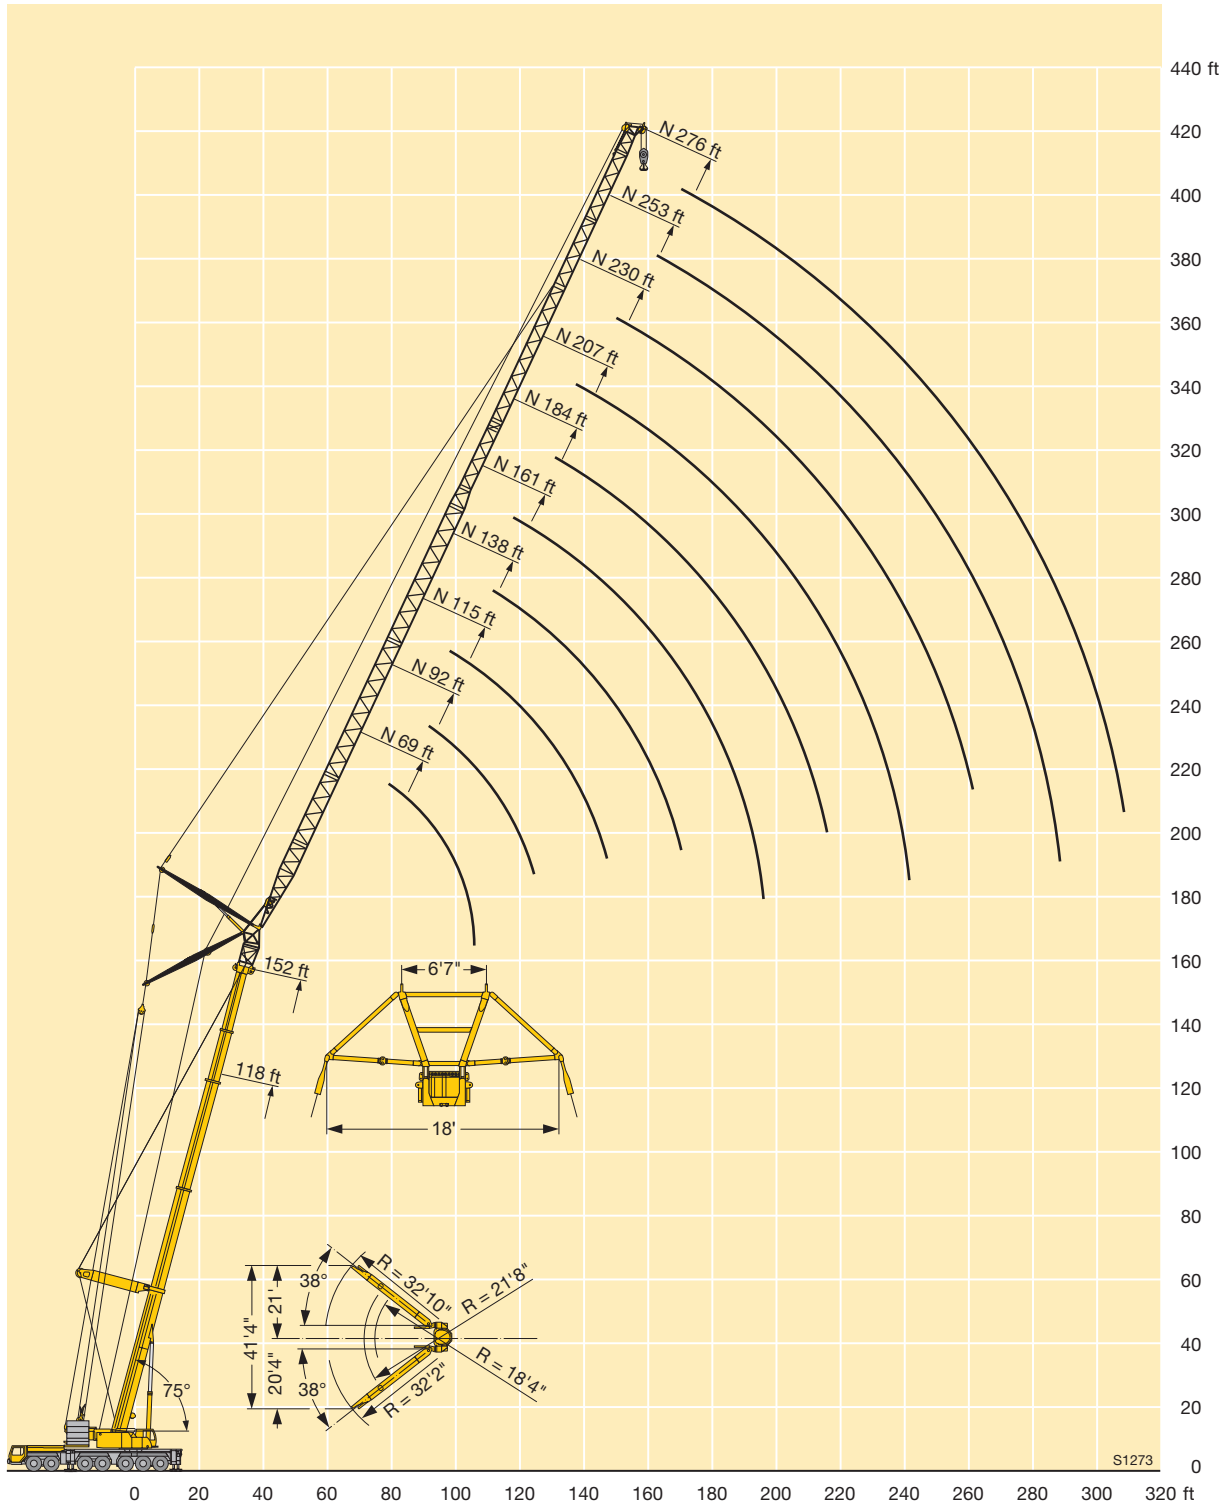 440 ft
420
400
380
360
340
320
300
280
260
240
220
200
180
160
140
120
100
80
60
40
20
0
N 276 ft
N 253 ft
N 230 ft
N 207 ft
N 184 ft
N 161 ft
N 138 ft
N 115 ft
N 92 ft
N 69 ft
152 ft
118 ft
6'7"
18'
75°
41'4"
21'
20'4"
38°
38°
R = 32'10"
R = 21'8"
R = 18'4"
R = 32'2"
S1273
0 20 40 60 80 100 120 140 160 180 200 220 240 260 280 300 320 ft